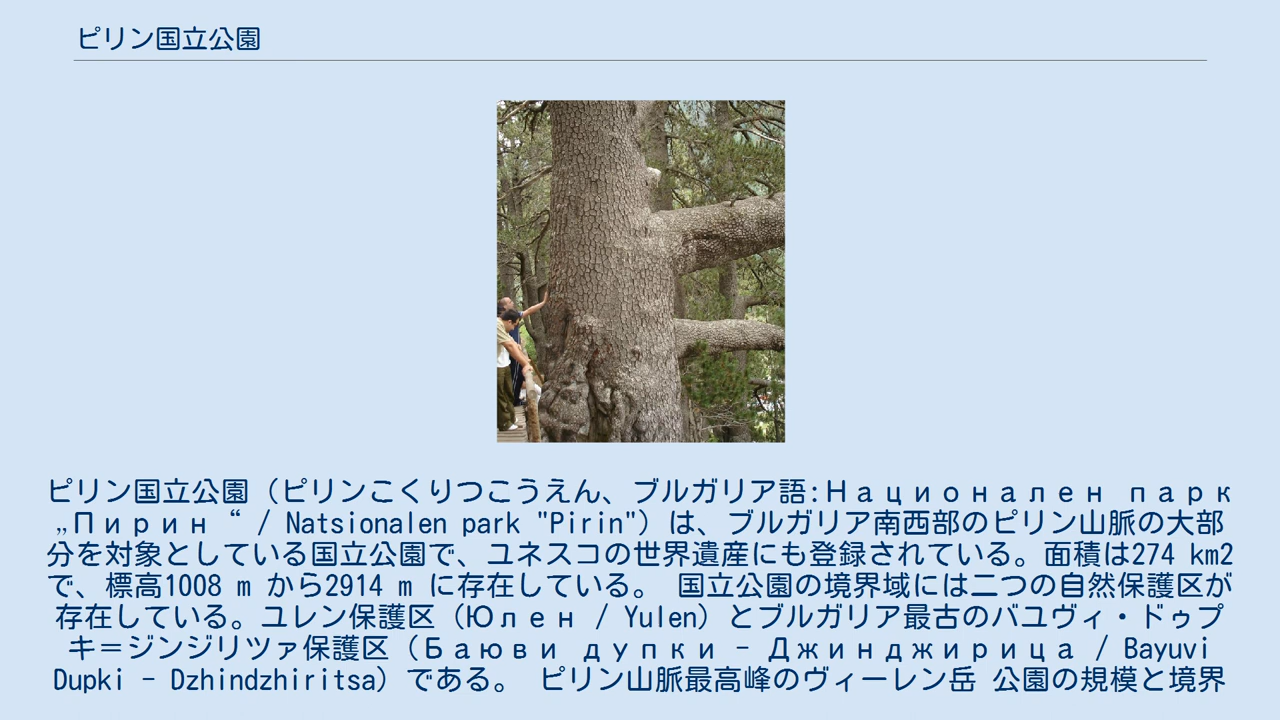 ピリン国立公園
ピリン国立公園（ピリンこくりつこうえん、ブルガリア語:Национален парк
„Пирин“ / Natsionalen park "Pirin"）は、ブルガリア南西部のピリン山脈の大部
分を対象としている国立公園で、ユネスコの世界遺産にも登録されている。面積は274 km2
で、標高1008 m から2914 m に存在している。 国立公園の境界域には二つの自然保護区が
存在している。ユレン保護区（Юлен / Yulen）とブルガリア最古のバユヴィ・ドゥプ
キ＝ジンジリツァ保護区（Баюви дупки – Джинджирица / Bayuvi
Dupki – Dzhindzhiritsa）である。 ピリン山脈最高峰のヴィーレン岳 公園の規模と境界